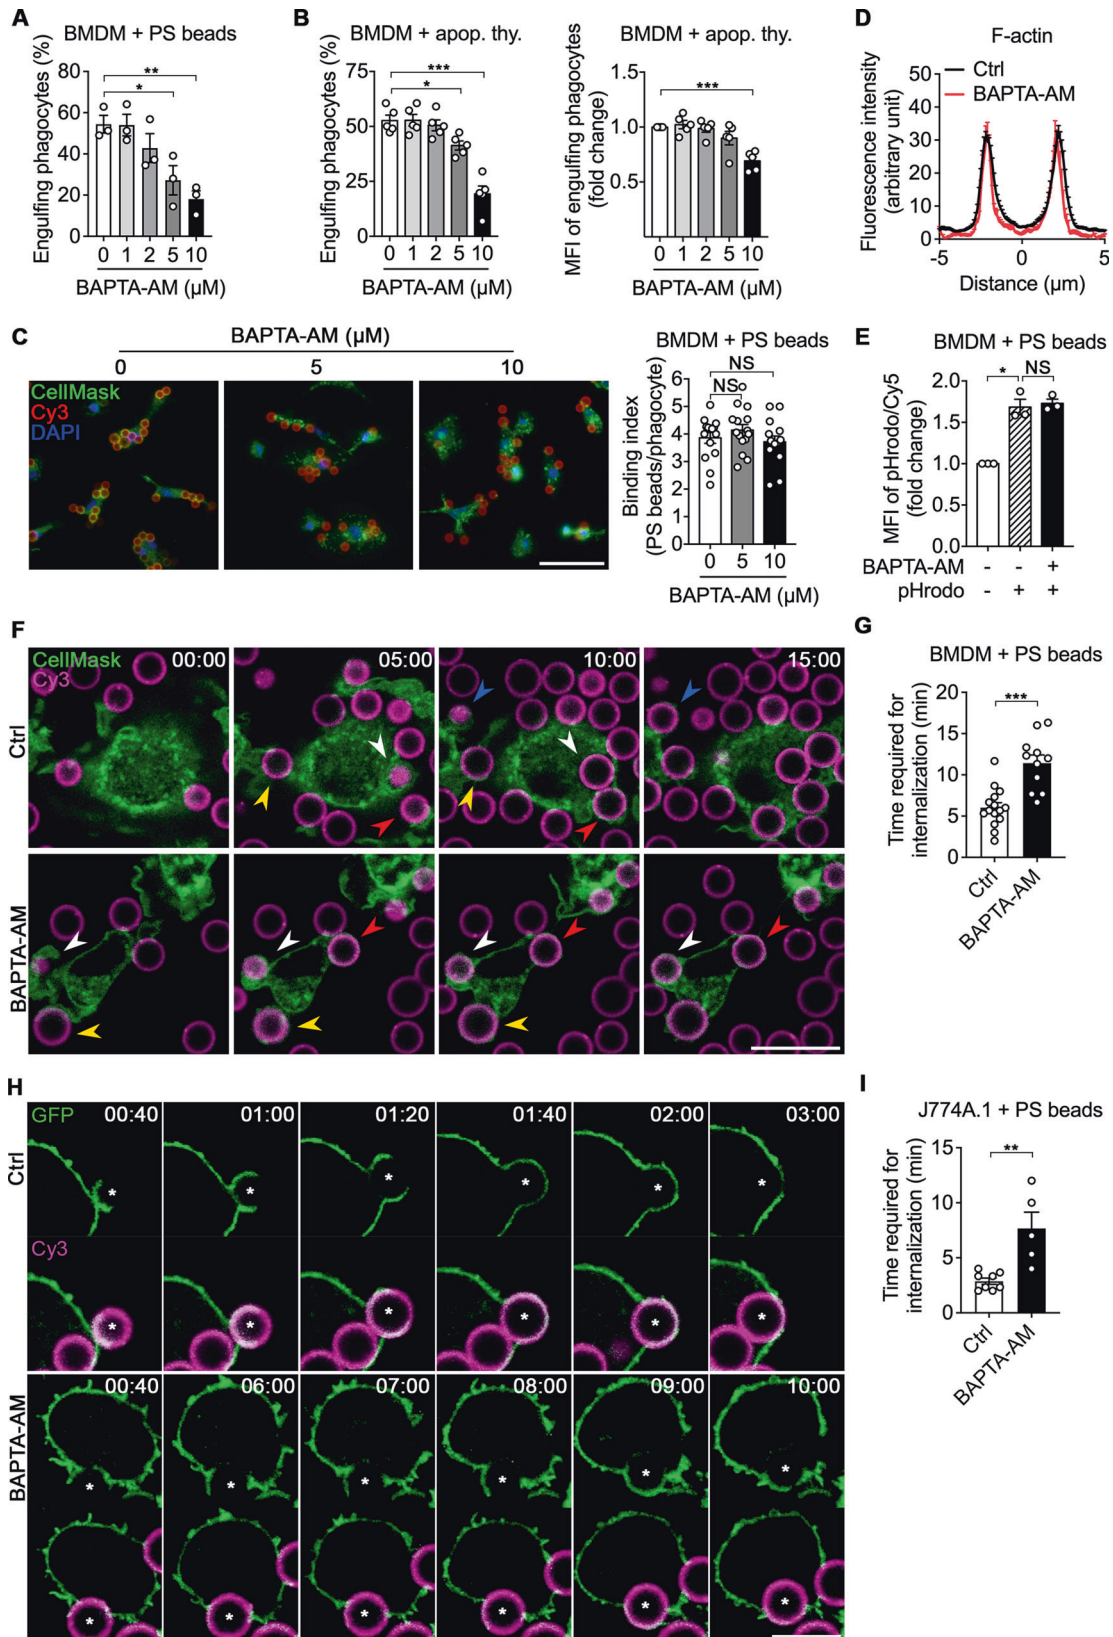 A
BMDM + PS beads
Engulfing phagocytes (%)
80
60
40
20
0
**
*
0 1 2 5 10
BAPTA-AM (µM)
B
BMDM + apop. thy.
Engulfing phagocytes (%)
75
50
25
0
***
*
0 1 2 5 10
BAPTA-AM (µM)
BMDM + apop. thy.
MFI of engulfing phagocytes
(fold change)
1.5
1.0
0.5
***
0 1 2 5 10
BAPTA-AM (µM)
D
F-actin
Ctrl
BAPTA-AM
Fluorescence intensity
(arbitrary unit)
50
40
30
20
10
0
-5 0 5
Distance (µm)
C
BAPTA-AM (µM)
0 5 10
CellMask
Cy3
DAPI
BMDM + PS beads
Binding index
(PS beads/phagocyte)
6
5
4
3
2
1
0
NS
NS
0 5 10
BAPTA-AM (µM)
E
BMDM + PS beads
MFI of pHrodo/Cy5
(fold change)
2.0
1.5
1.0
0.5
0.0
* NS
BAPTA-AM - - +
pHrodo - + +
F
CellMask
Cy3
00:00 05:00 10:00 15:00
Ctrl
BAPTA-AM
G
BMDM + PS beads
Time required for
internalization (min)
20
15
10
5
0
***
Ctrl
BAPTA-AM
H
GFP
00:40 01:00 01:20 01:40 02:00 03:00
Ctrl
* * * * * *
Cy3
* * * * * *
00:40 06:00 07:00 08:00 09:00 10:00
BAPTA-AM
* * * * * *
* * * * * *
I
J774A.1 + PS beads
Time required for
internalization (min)
15
10
5
0
**
Ctrl
BAPTA-AM